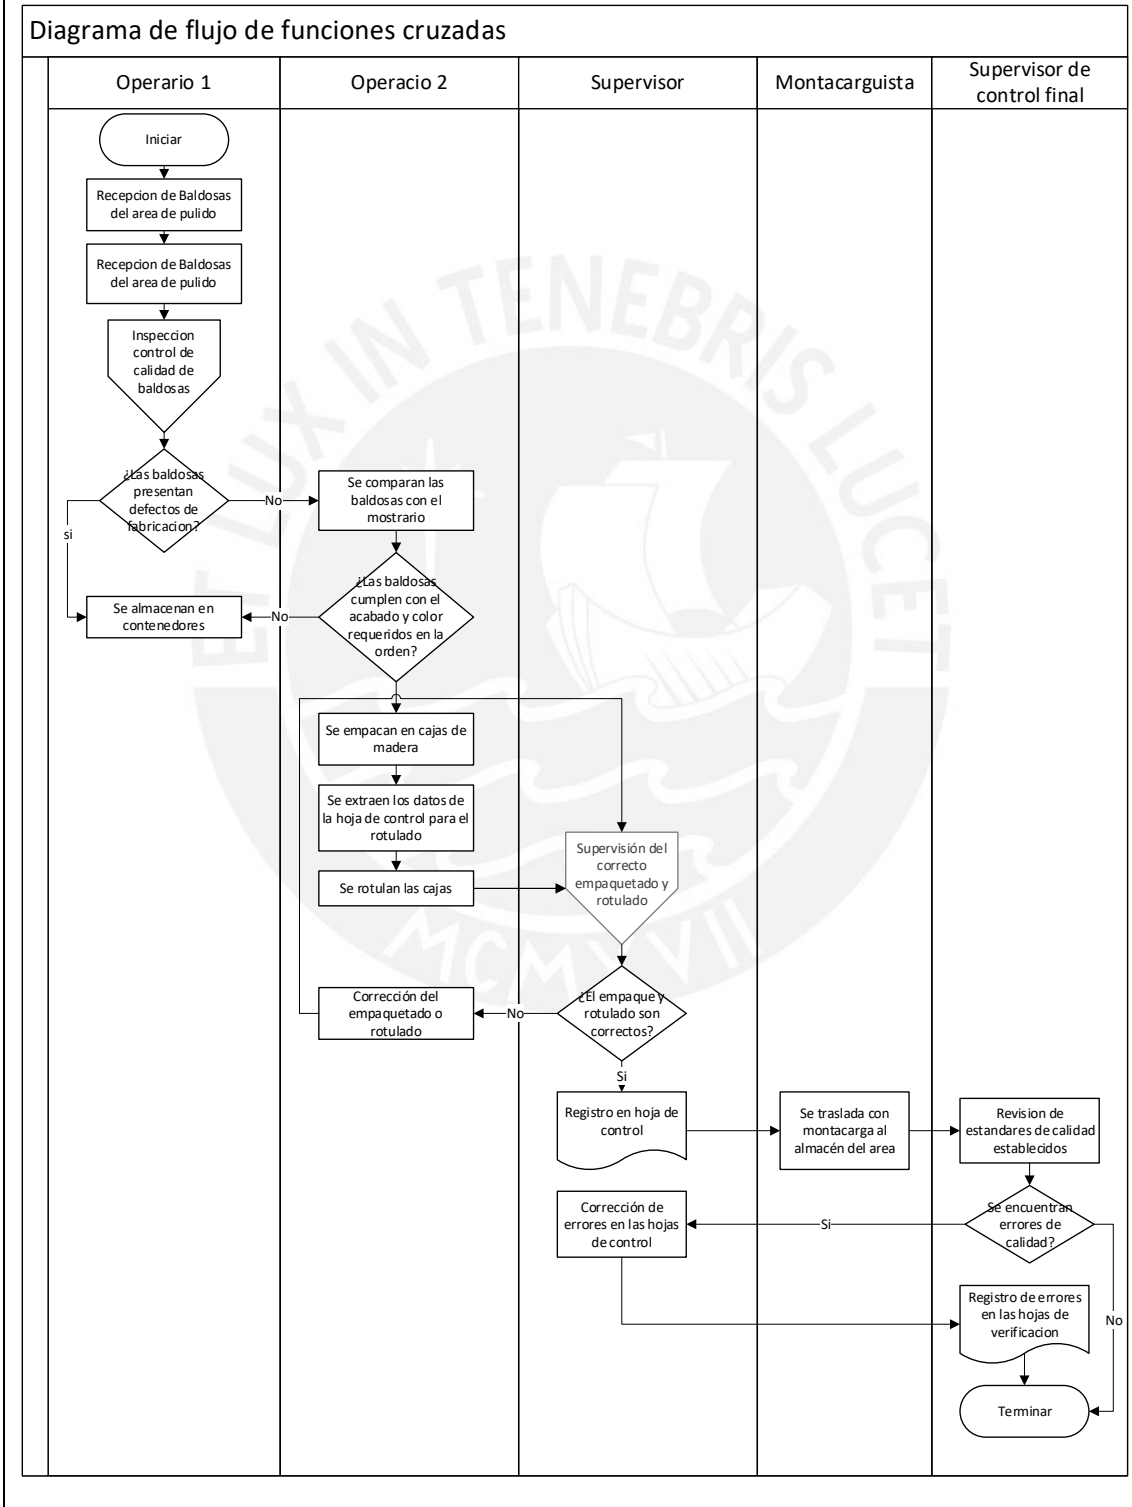 Diagrama de flujo de funciones cruzadas
Operario 1
Operacio 2
Supervisor
Montacarguista
Supervisor de
control final
Iniciar
Recepcion de Baldosas
del area de pulido
Recepcion de Baldosas
del area de pulido
Inspeccion
control de
calidad de
baldosas
¿Las baldosas
presentan
defectos de
fabricacion?
si
No
Se comparan las
baldosas con el
mostrario
¿Las baldosas
cumplen con el
acabado y color
requeridos en la
orden?
No
Se almacenan en
contenedores
Se empacan en cajas de
madera
Se extraen los datos de
la hoja de control para el
rotulado
Se rotulan las cajas
Supervisión del
correcto
empaquetado y
rotulado
¿El empaque y
rotulado son
correctos?
No
Corrección del
empaquetado o
rotulado
Si
Registro en hoja de
control
Se traslada con
montacarga al
almacén del area
Revision de
estandares de calidad
establecidos
Se encuentran
errores de
calidad?
Si
Corrección de
errores en las hojas
de control
No
Registro de errores
en las hojas de
verificacion
Terminar
ET LUX IN TENEBRIS LUCET
MCMXVII